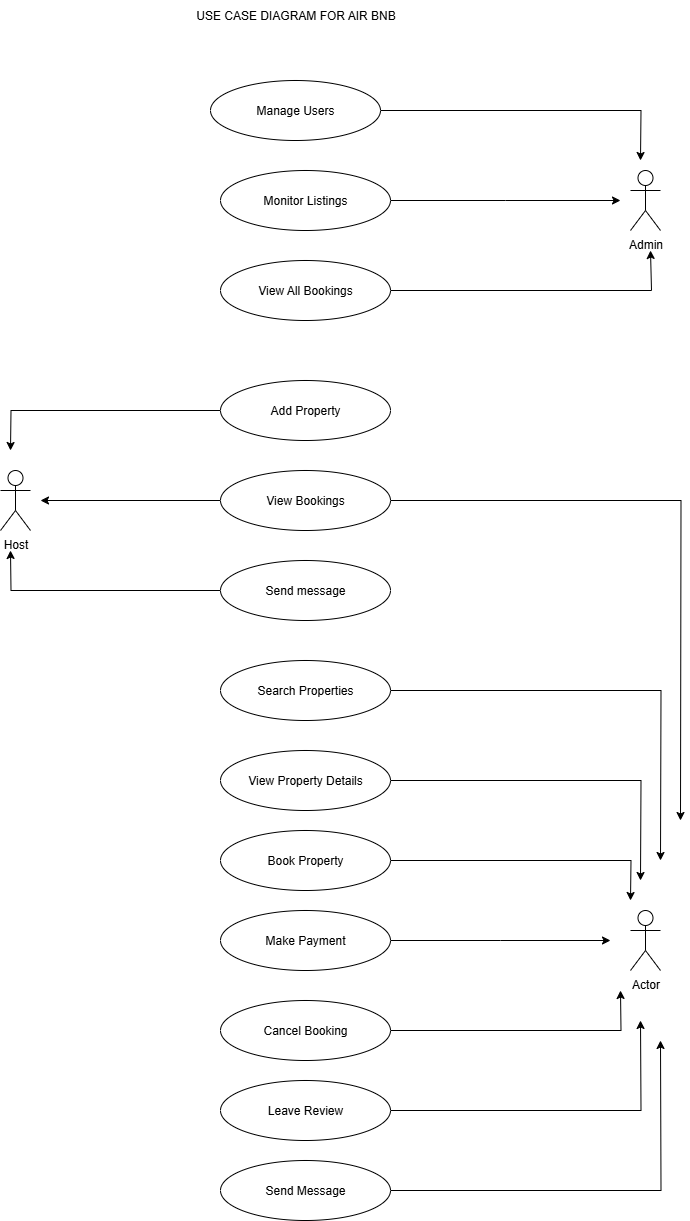 USE CASE DIAGRAM FOR AIR BNB
Manage Users
Monitor Listings
Admin
View All Bookings
Add Property
View Bookings
Host
Send message
Search Properties
View Property Details
Book Property
Make Payment
Actor
Cancel Booking
Leave Review
Send Message